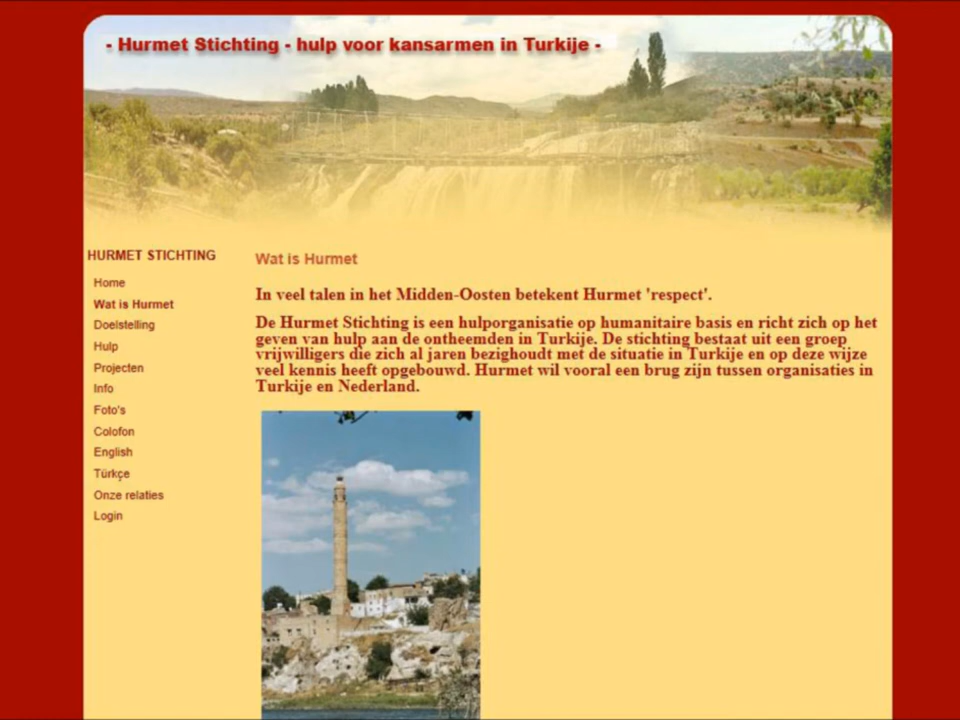 - Hurmet Stichting - hulp voor kansarmen in Turkije -
HURMET STICHTING
Home
Wat is Hurmet
Doelstelling
Hulp
Projecten
Info
Foto's
Colofon
English
Türkçe
Onze relaties
Login
Wat is Hurmet
In veel talen in het Midden-Oosten betekent Hurmet 'respect'.
De Hurmet Stichting is een hulporganisatie op humanitaire basis en richt zich op het
geven van hulp aan de ontheemden in Turkije. De stichting bestaat uit een groep
vrijwilligers die zich al jaren bezighoudt met de situatie in Turkije en op deze wijze
veel kennis heeft opgebouwd. Hurmet wil vooral een brug zijn tussen organisaties in
Turkije en Nederland.